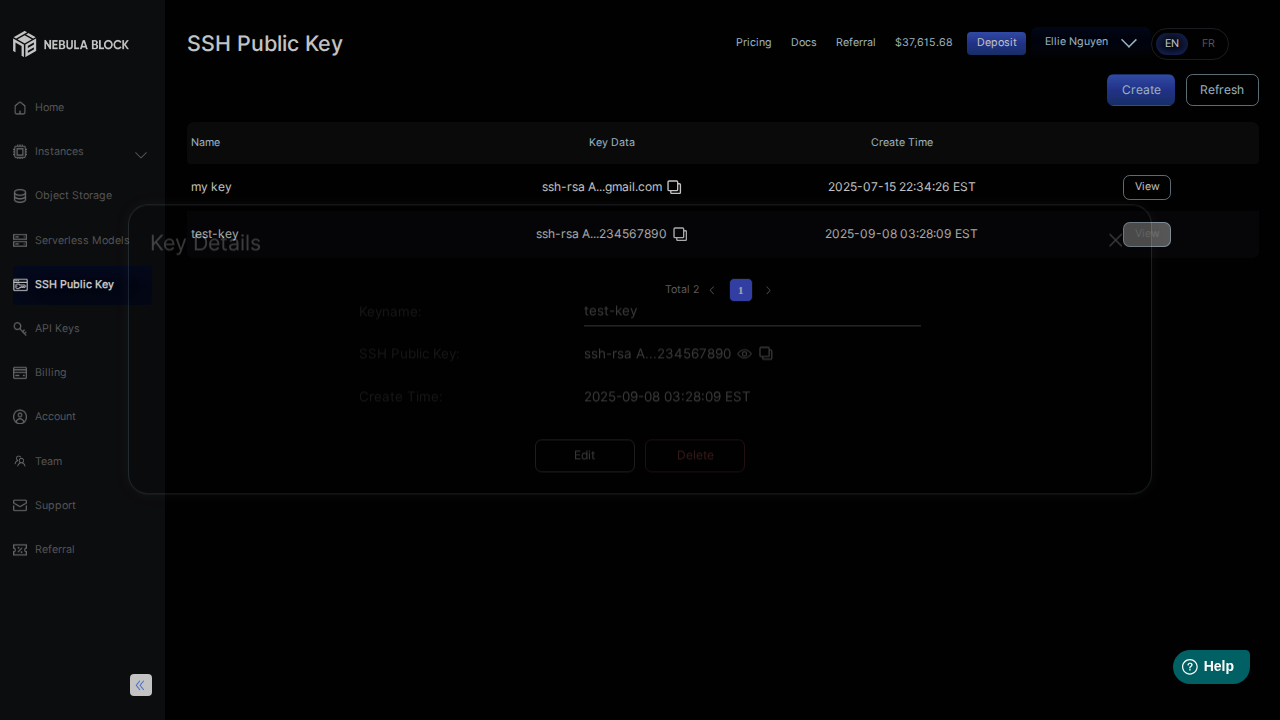 NEBULA BLOCK
SSH Public Key
Pricing
Docs
Referral
$37,615.68
Deposit
Ellie Nguyen
EN
FR
Create
Refresh
Home
Instances
Object Storage
Serverless Models
SSH Public Key
API Keys
Billing
Account
Team
Support
Referral
Name Key Data Create Time
my key ssh-rsa A...gmail.com 2025-07-15 22:34:26 EST View
test-key ssh-rsa A...234567890 2025-09-08 03:28:09 EST View
Total 2 1
Key Details
Keyname: test-key
SSH Public Key: ssh-rsa A...234567890
Create Time: 2025-09-08 03:28:09 EST
Edit Delete
Help